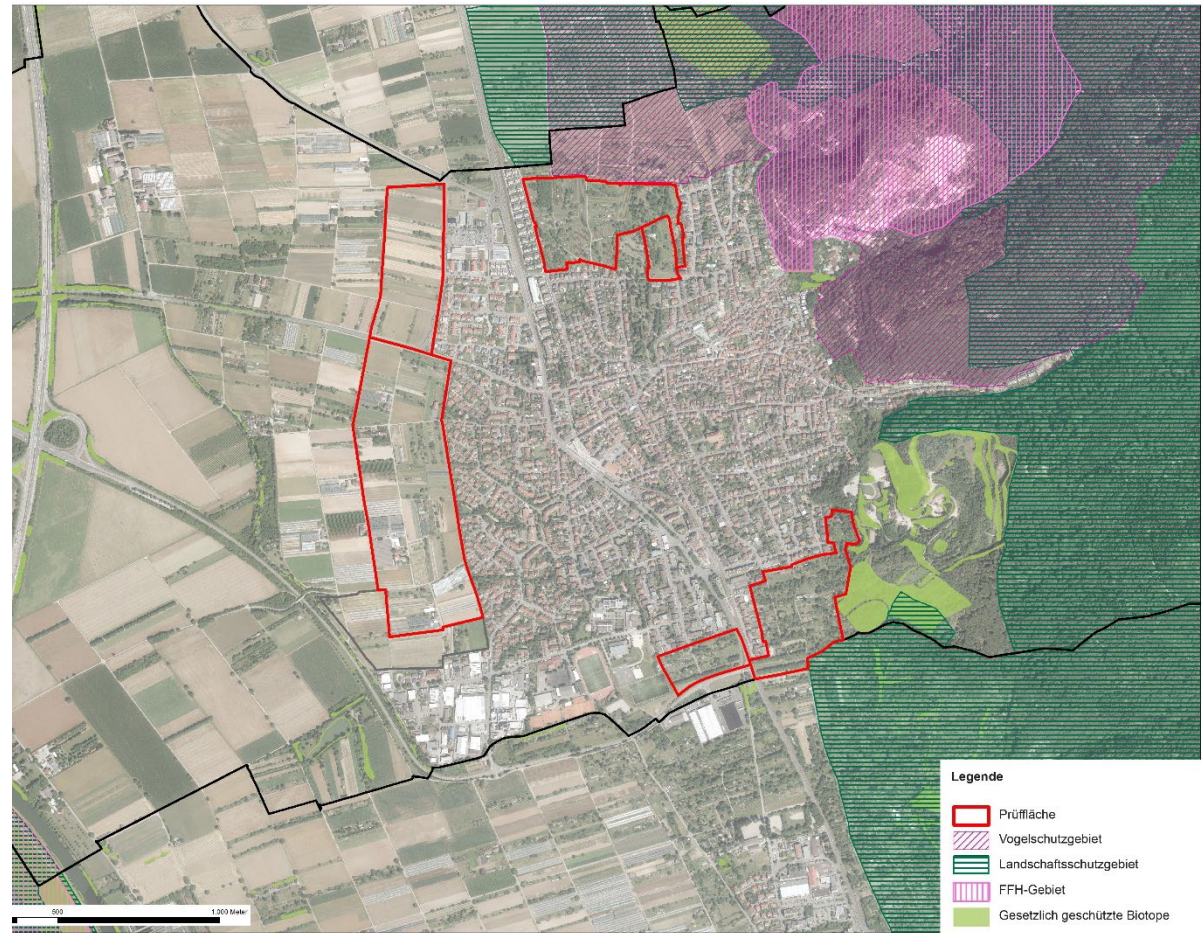 Legende
Prüffläche
Vogelschutzgebiet
Landschaftsschutzgebiet
FFH-Gebiet
Gesetzlich geschützte Biotope
500
1.000 Meter